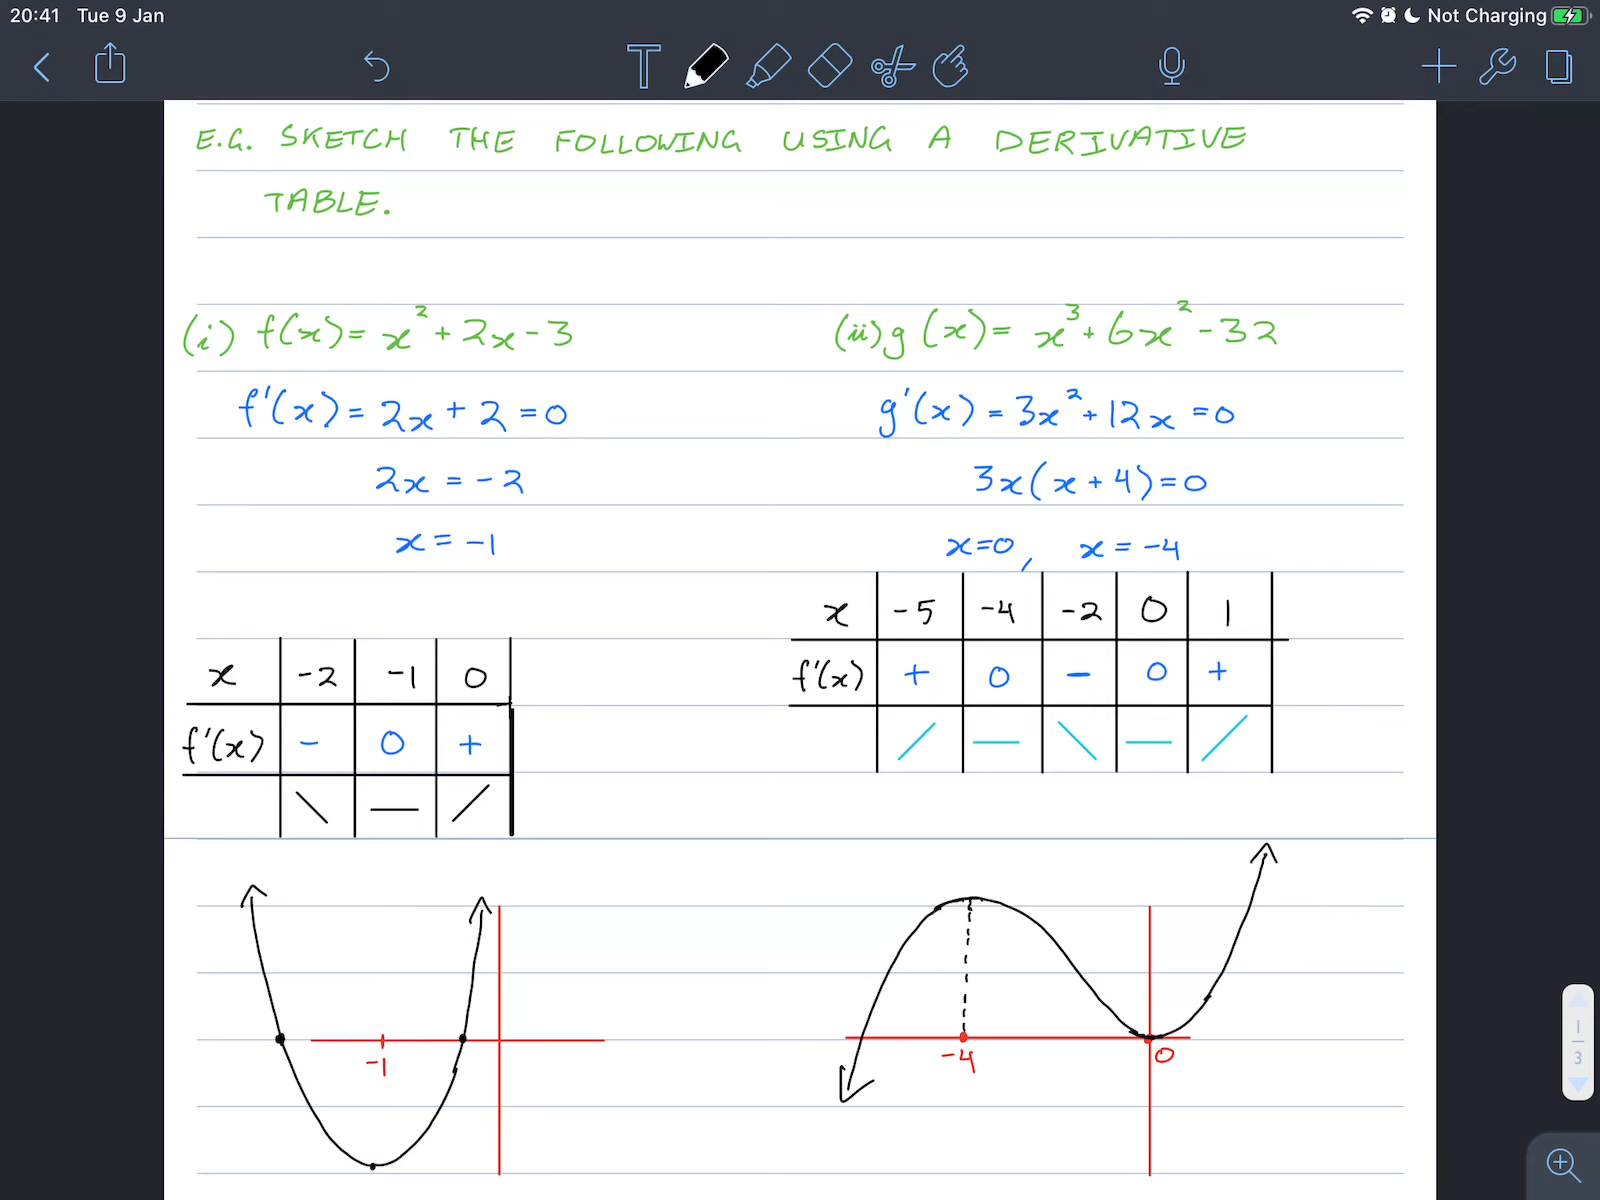 20:41 Tue 9 Jan
Not Charging
E.G. SKETCH THE FOLLOWING USING A DERIVATIVE
TABLE.
(i) f(x) = x² + 2x - 3
f'(x) = 2x + 2 = 0
2x = -2
x = -1
x -2 -1 0
f'(x) - 0 +
\ — /
-1
(ii) g(x) = x³ + 6x² - 32
g'(x) = 3x² + 12x = 0
3x(x + 4) = 0
x=0, x = -4
x -5 -4 -2 0 1
f'(x) + 0 - 0 +
/ — \ — /
-4 0
1
3